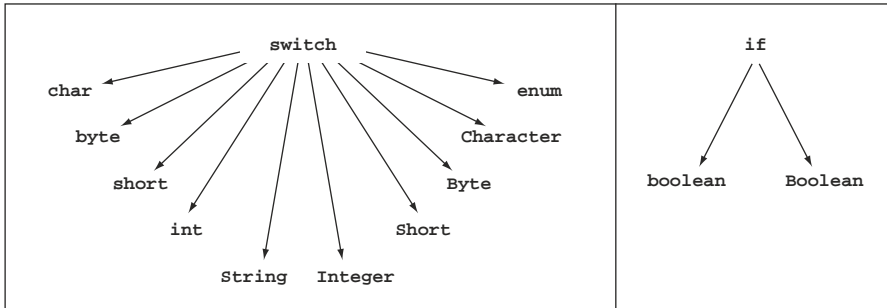 switch
if
char
enum
byte
Character
short
Byte
boolean
Boolean
int
Short
String
Integer